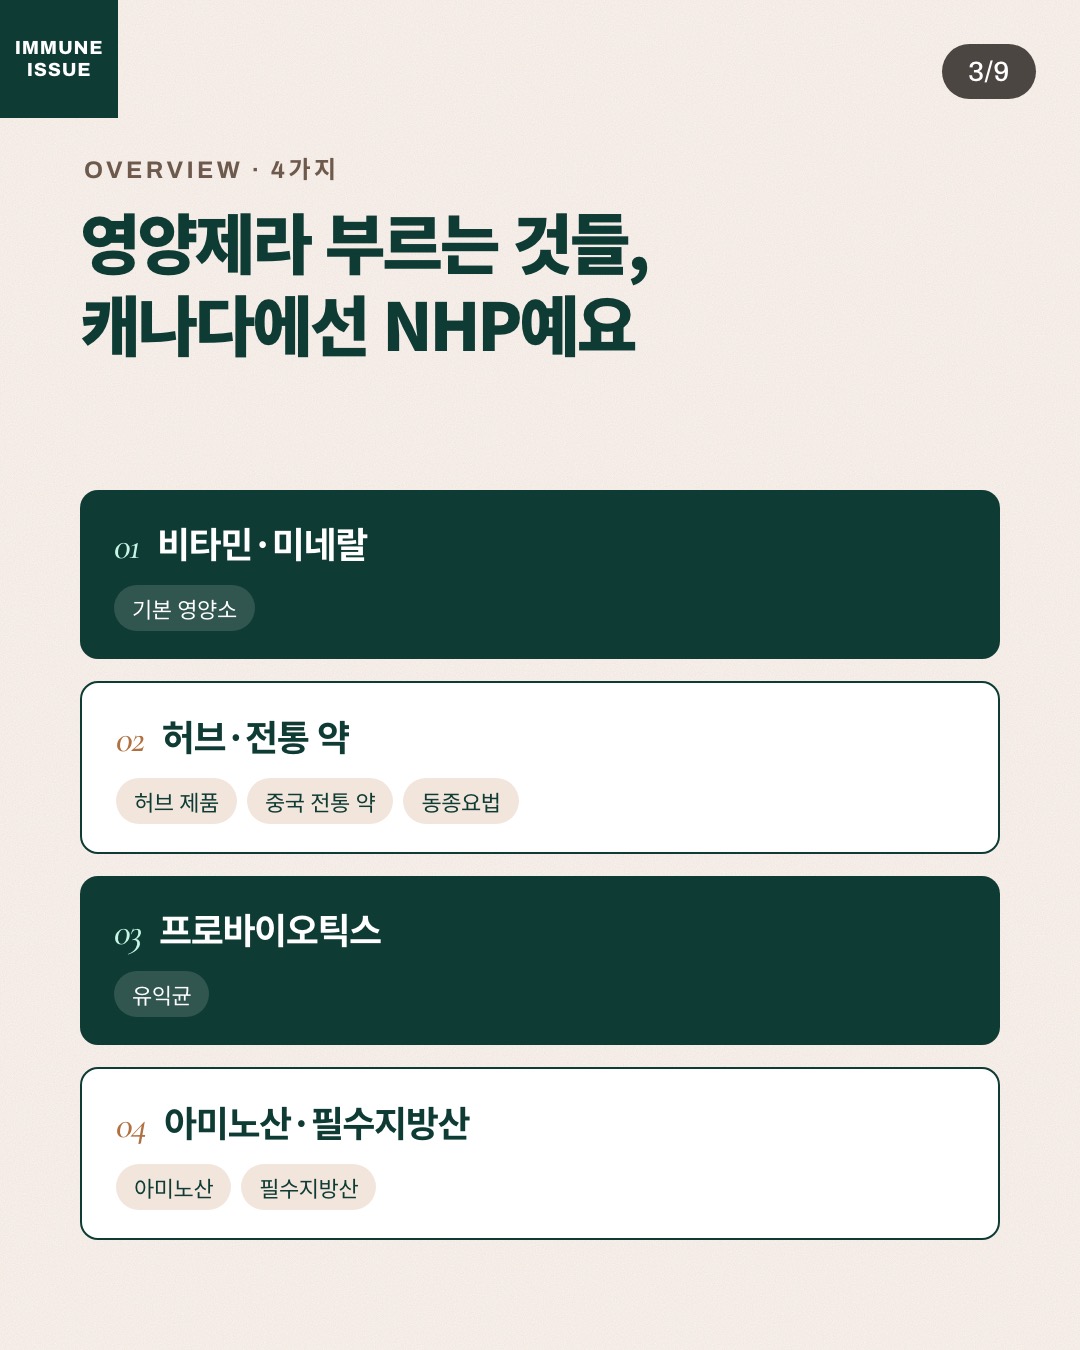 IMMUNE
ISSUE
3/9
OVERVIEW · 4가지
영양제라 부르는 것들,
캐나다에선 NHP예요
01 비타민·미네랄
기본 영양소
02 허브·전통 약
허브 제품 중국 전통 약 동종요법
03 프로바이오틱스
유익균
04 아미노산·필수지방산
아미노산 필수지방산